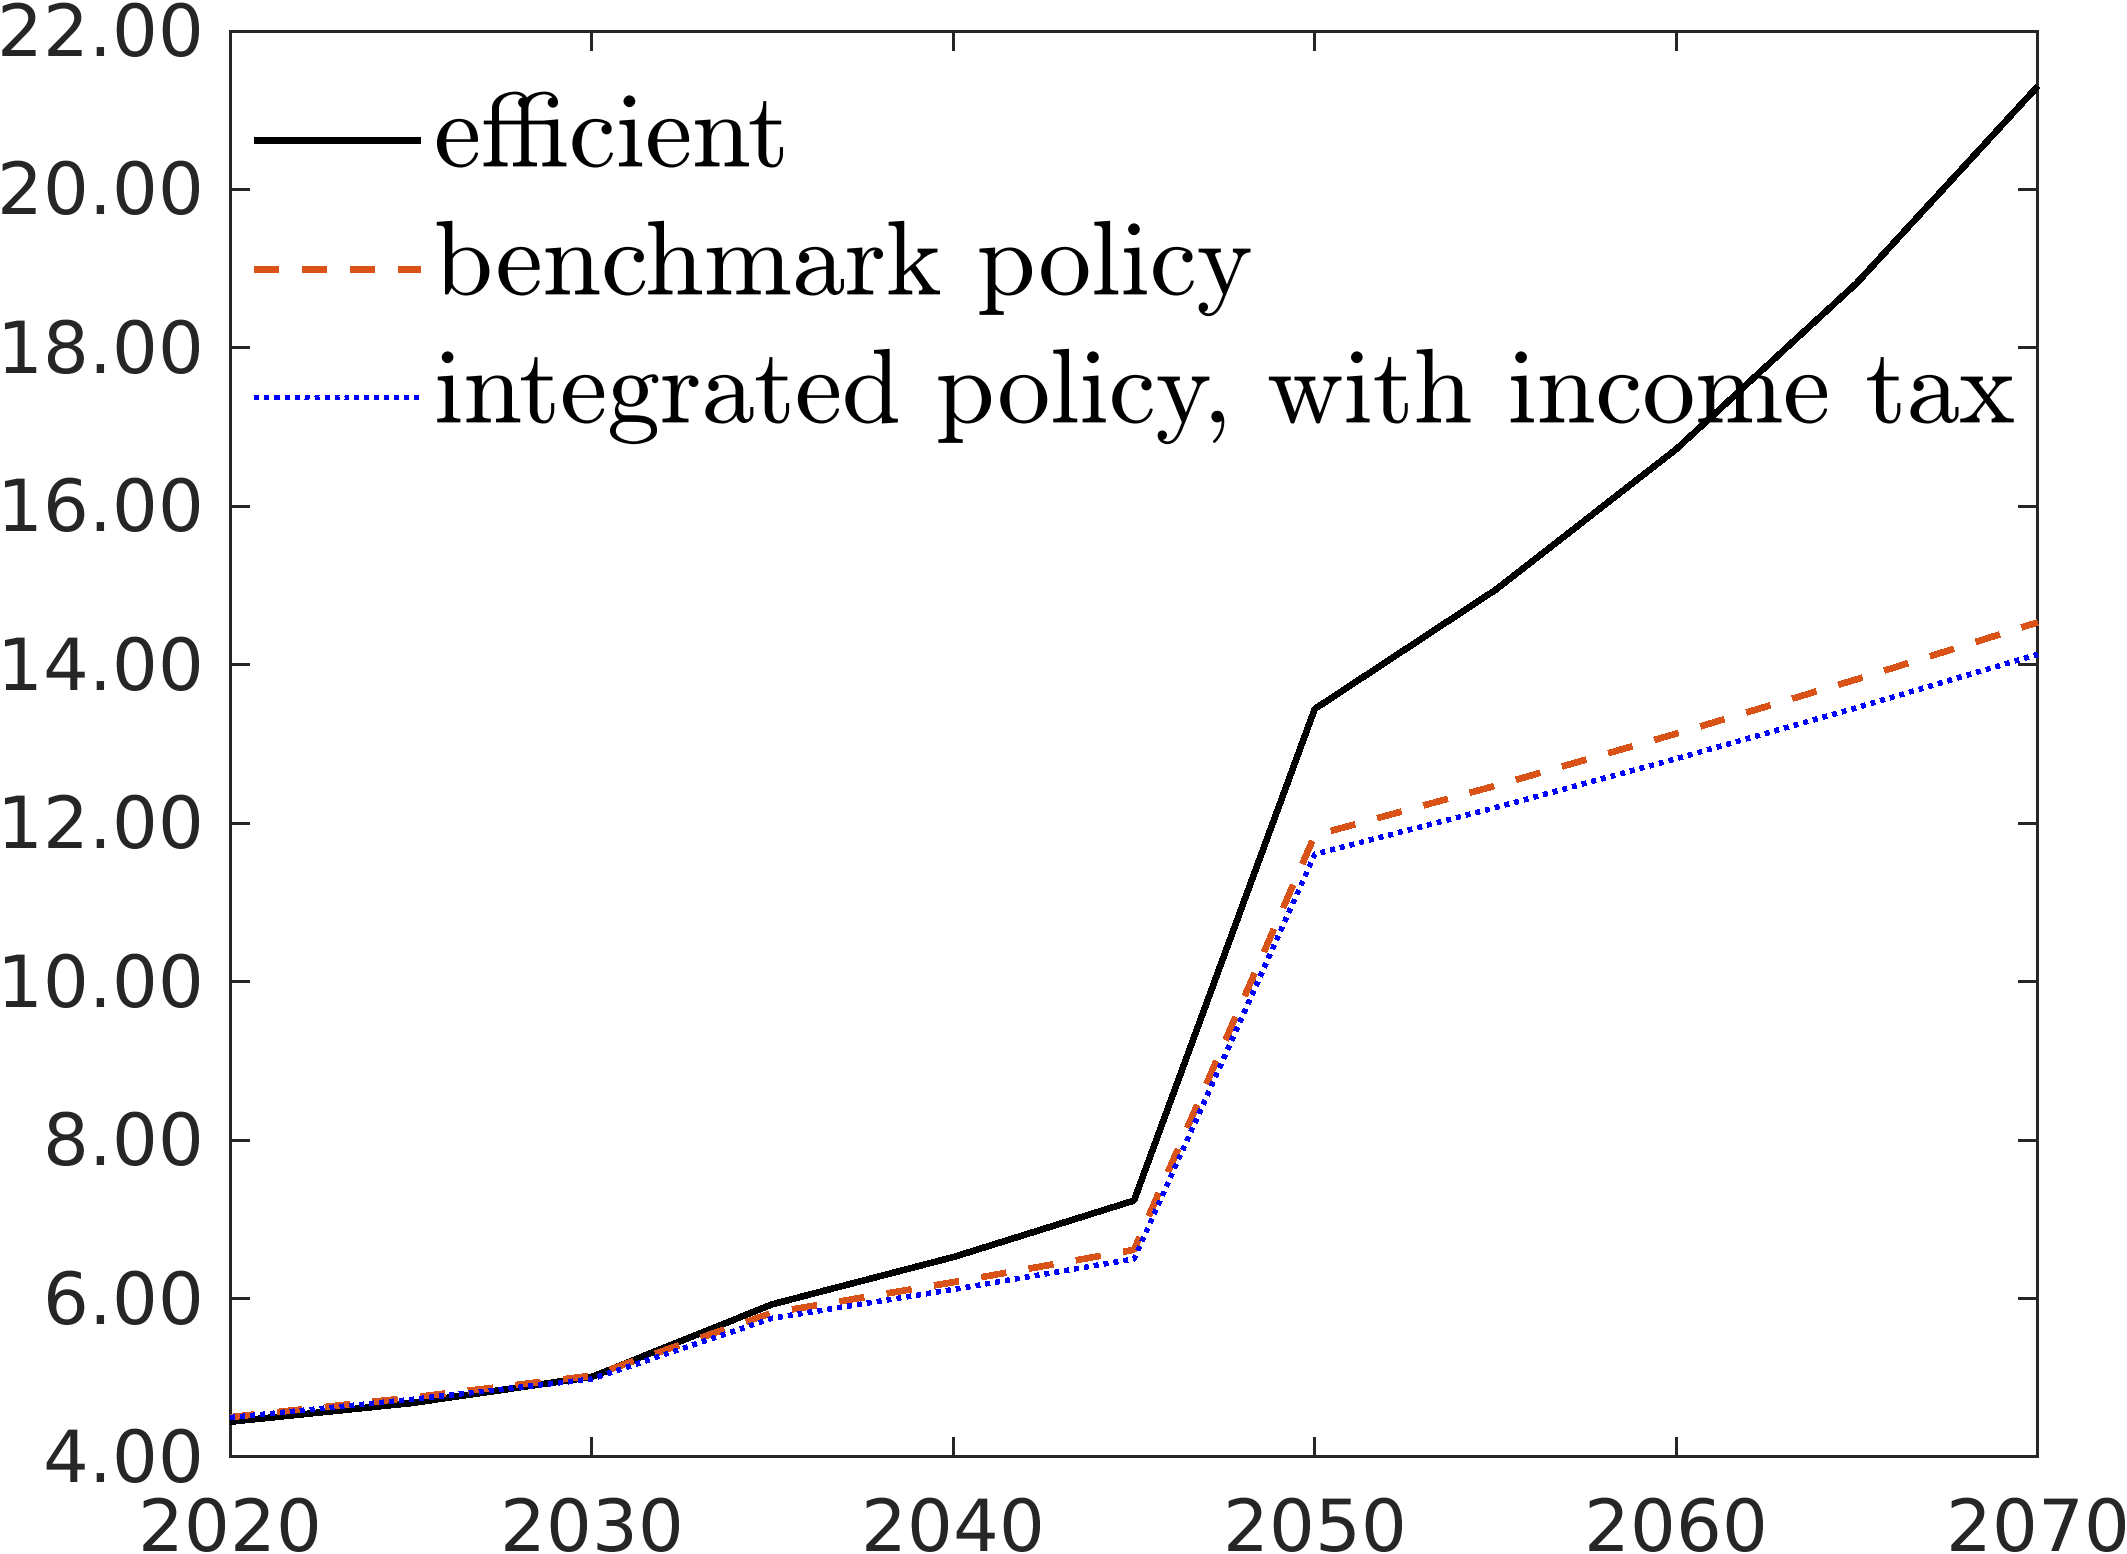 22.00
efficient
20.00
benchmark policy
18.00
integrated policy, with income tax
16.00
14.00
12.00
10.00
8.00
6.00
4.00
2020 2030 2040 2050 2060 2070